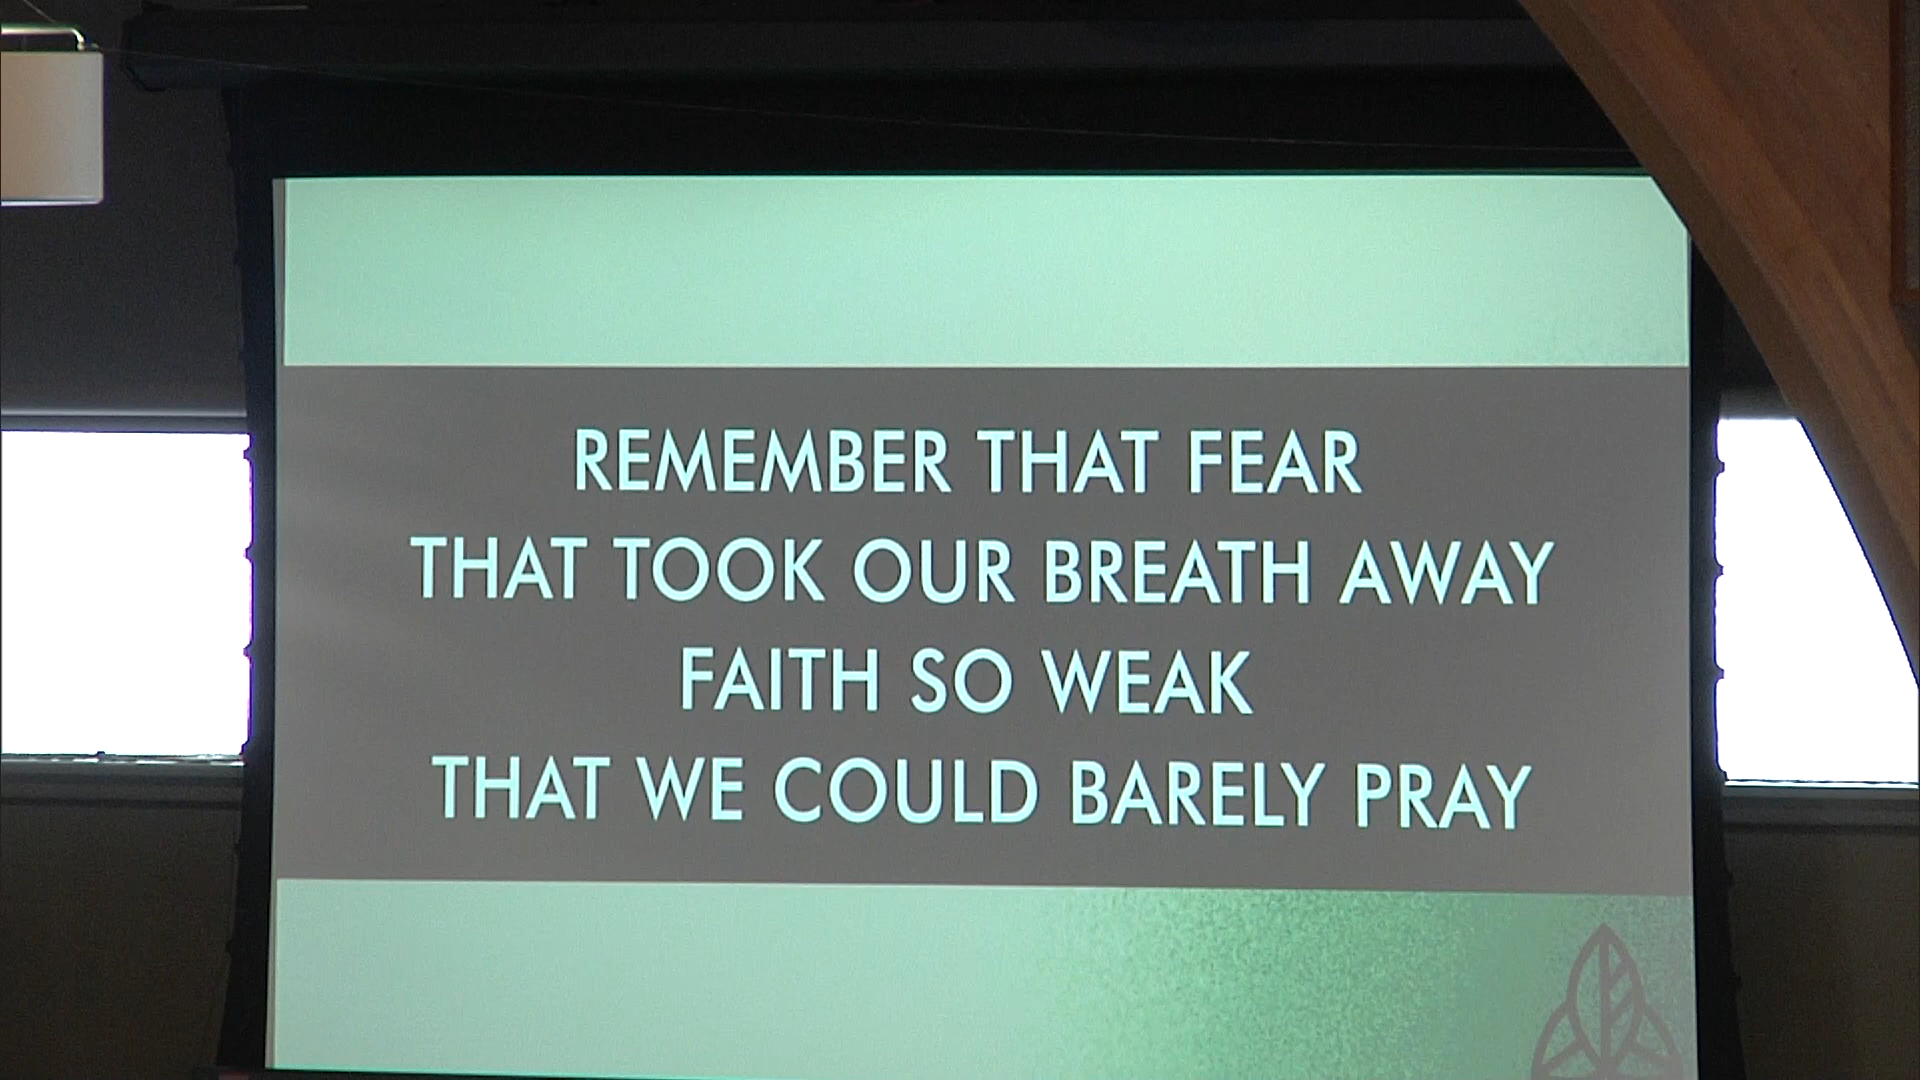 REMEMBER THAT FEAR
THAT TOOK OUR BREATH AWAY
FAITH SO WEAK
THAT WE COULD BARELY PRAY